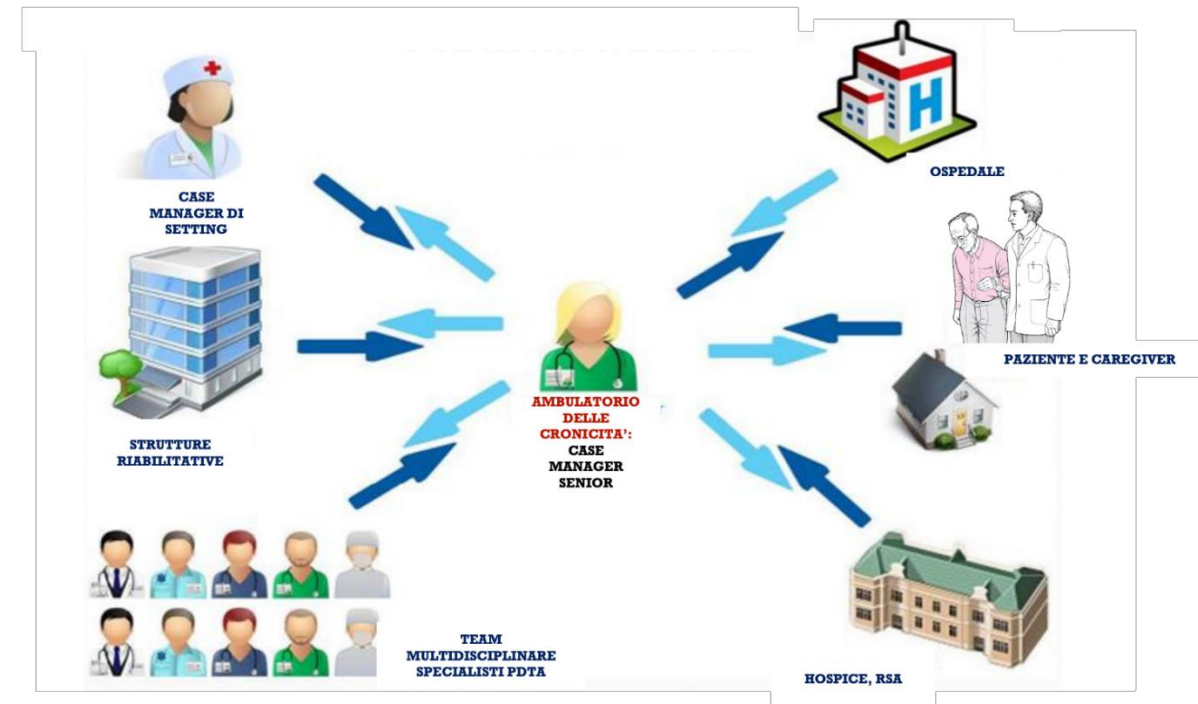 CASE
MANAGER DI
SETTING
OSPEDALE
PAZIENTE E CAREGIVER
STRUTTURE
RIABILITATIVE
AMBULATORIO
DELLE
CRONICITA':
CASE
MANAGER
SENIOR
TEAM
MULTIDISCIPLINARE
SPECIALISTI PDTA
HOSPICE, RSA
H